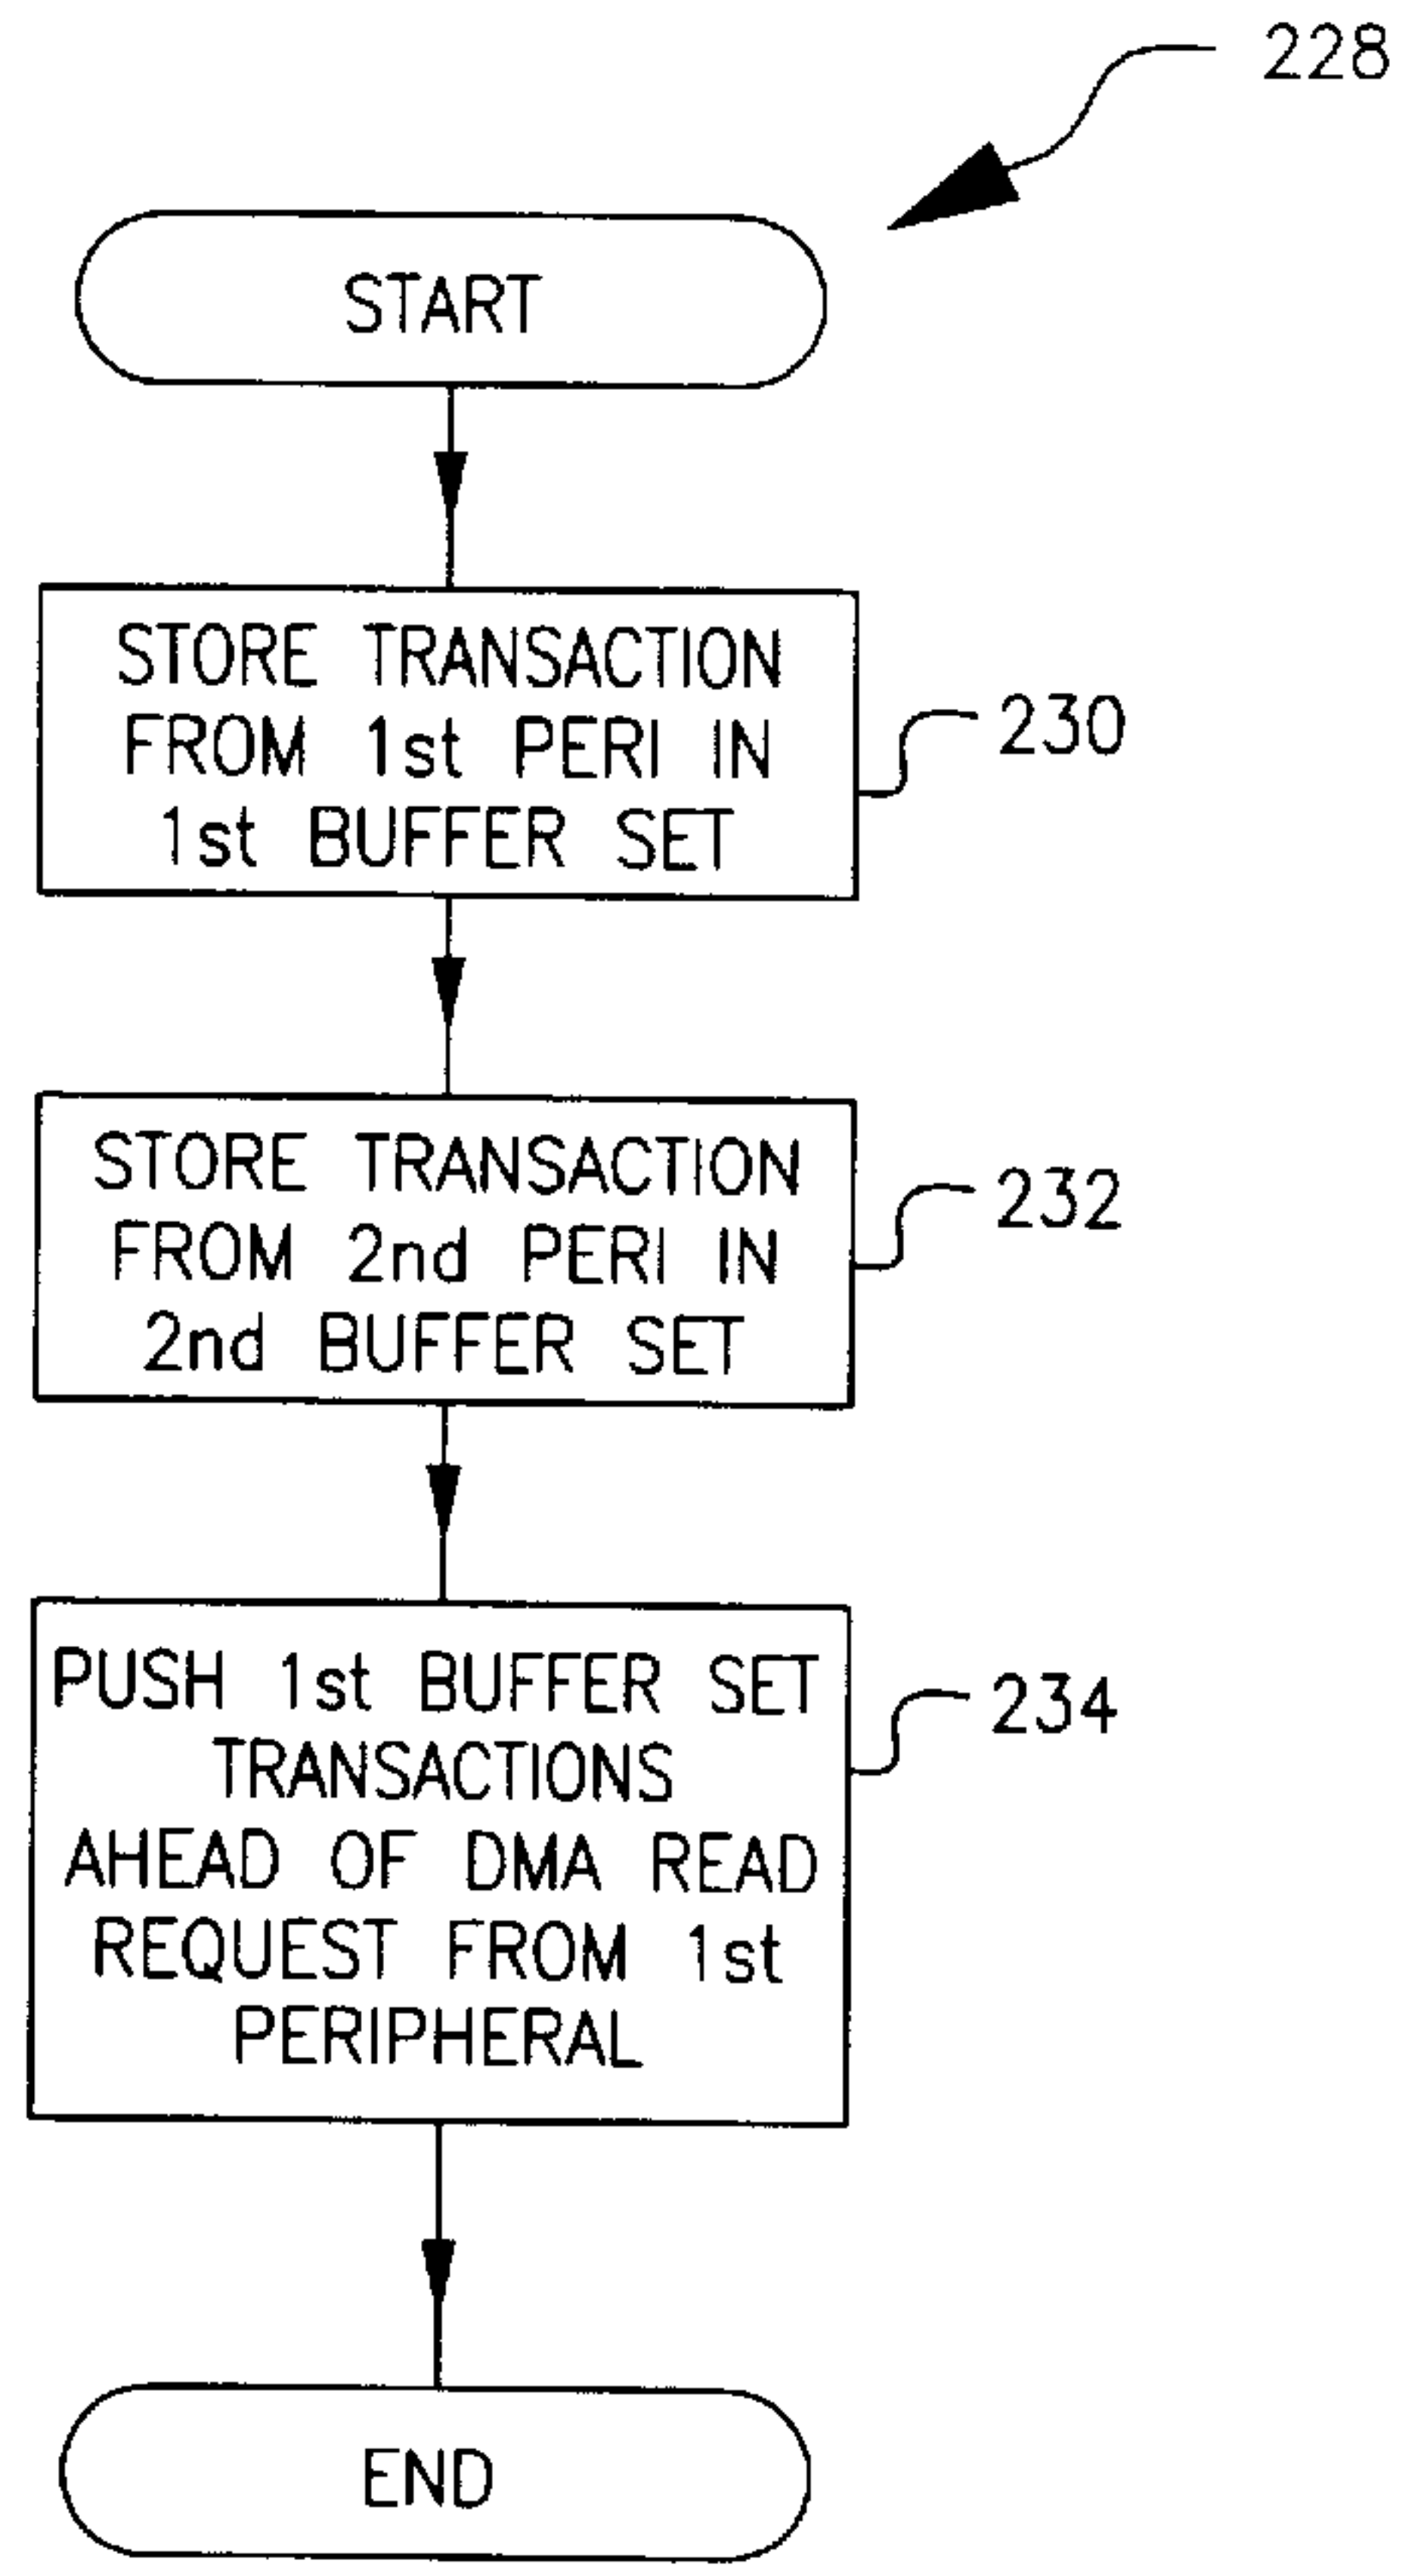 228
START
STORE TRANSACTION
FROM 1st PERI IN
1st BUFFER SET
230
STORE TRANSACTION
FROM 2nd PERI IN
2nd BUFFER SET
232
PUSH 1st BUFFER SET
TRANSACTIONS
AHEAD OF DMA READ
REQUEST FROM 1st
PERIPHERAL
234
END